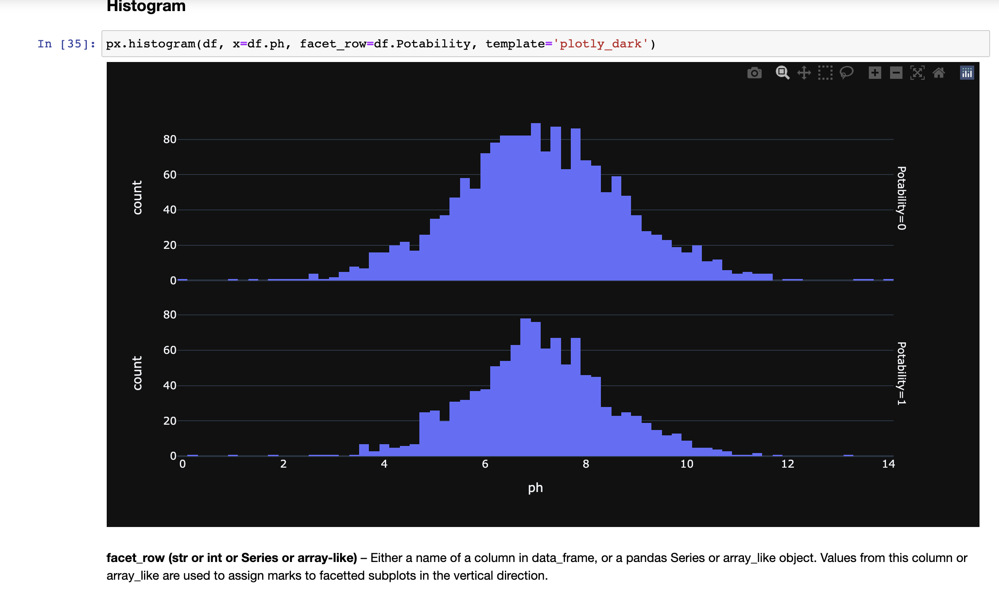 Histogram
In [35]: px.histogram(df, x=df.ph, facet_row=df.Potability, template='plotly_dark')
80
60
40
20
0
count
Potability=0
80
60
40
20
0
count
Potability=1
0 2 4 6 8 10 12 14
ph
facet_row (str or int or Series or array-like) – Either a name of a column in data_frame, or a pandas Series or array_like object. Values from this column or
array_like are used to assign marks to facetted subplots in the vertical direction.